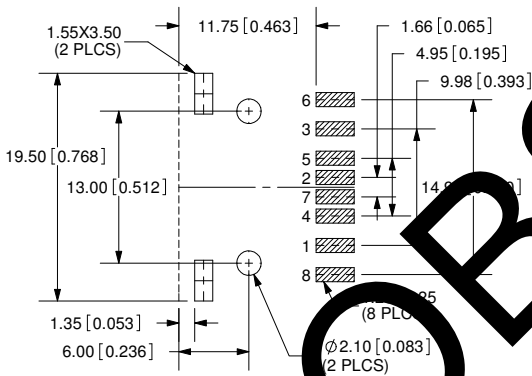 1.55X3.50
(2 PLCS)
11.75 [0.463]
1.66 [0.065]
4.95 [0.195]
9.98 [0.393]
6
3
5
2
7
4
1
8
19.50 [0.768]
13.00 [0.512]
1.35 [0.053]
6.00 [0.236]
(8 PLCS)
Ø2.10 [0.083]
(2 PLCS)
OBS